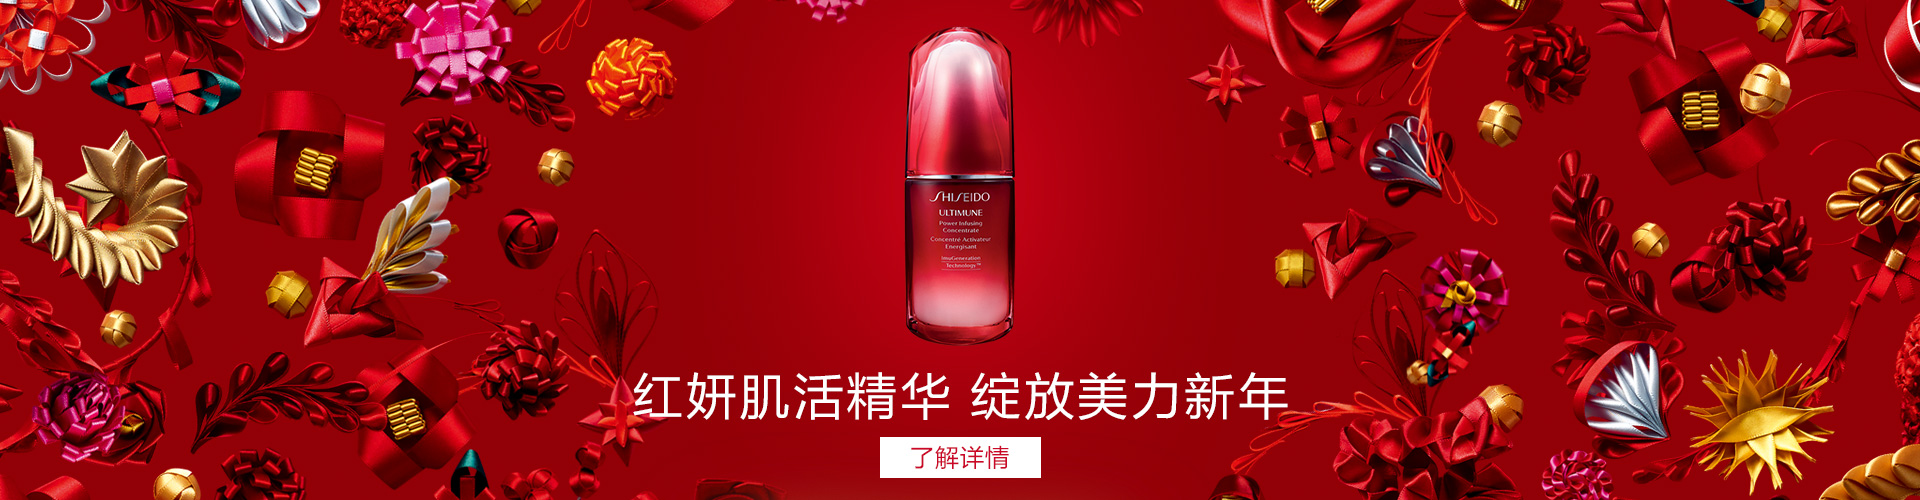 SHISEIDO
ULTIMUNE
Power Infusing
Concentrate
Concentré Activateur
Energisant
ImuGeneration
Technology™
红妍肌活精华 绽放美力新年
了解详情